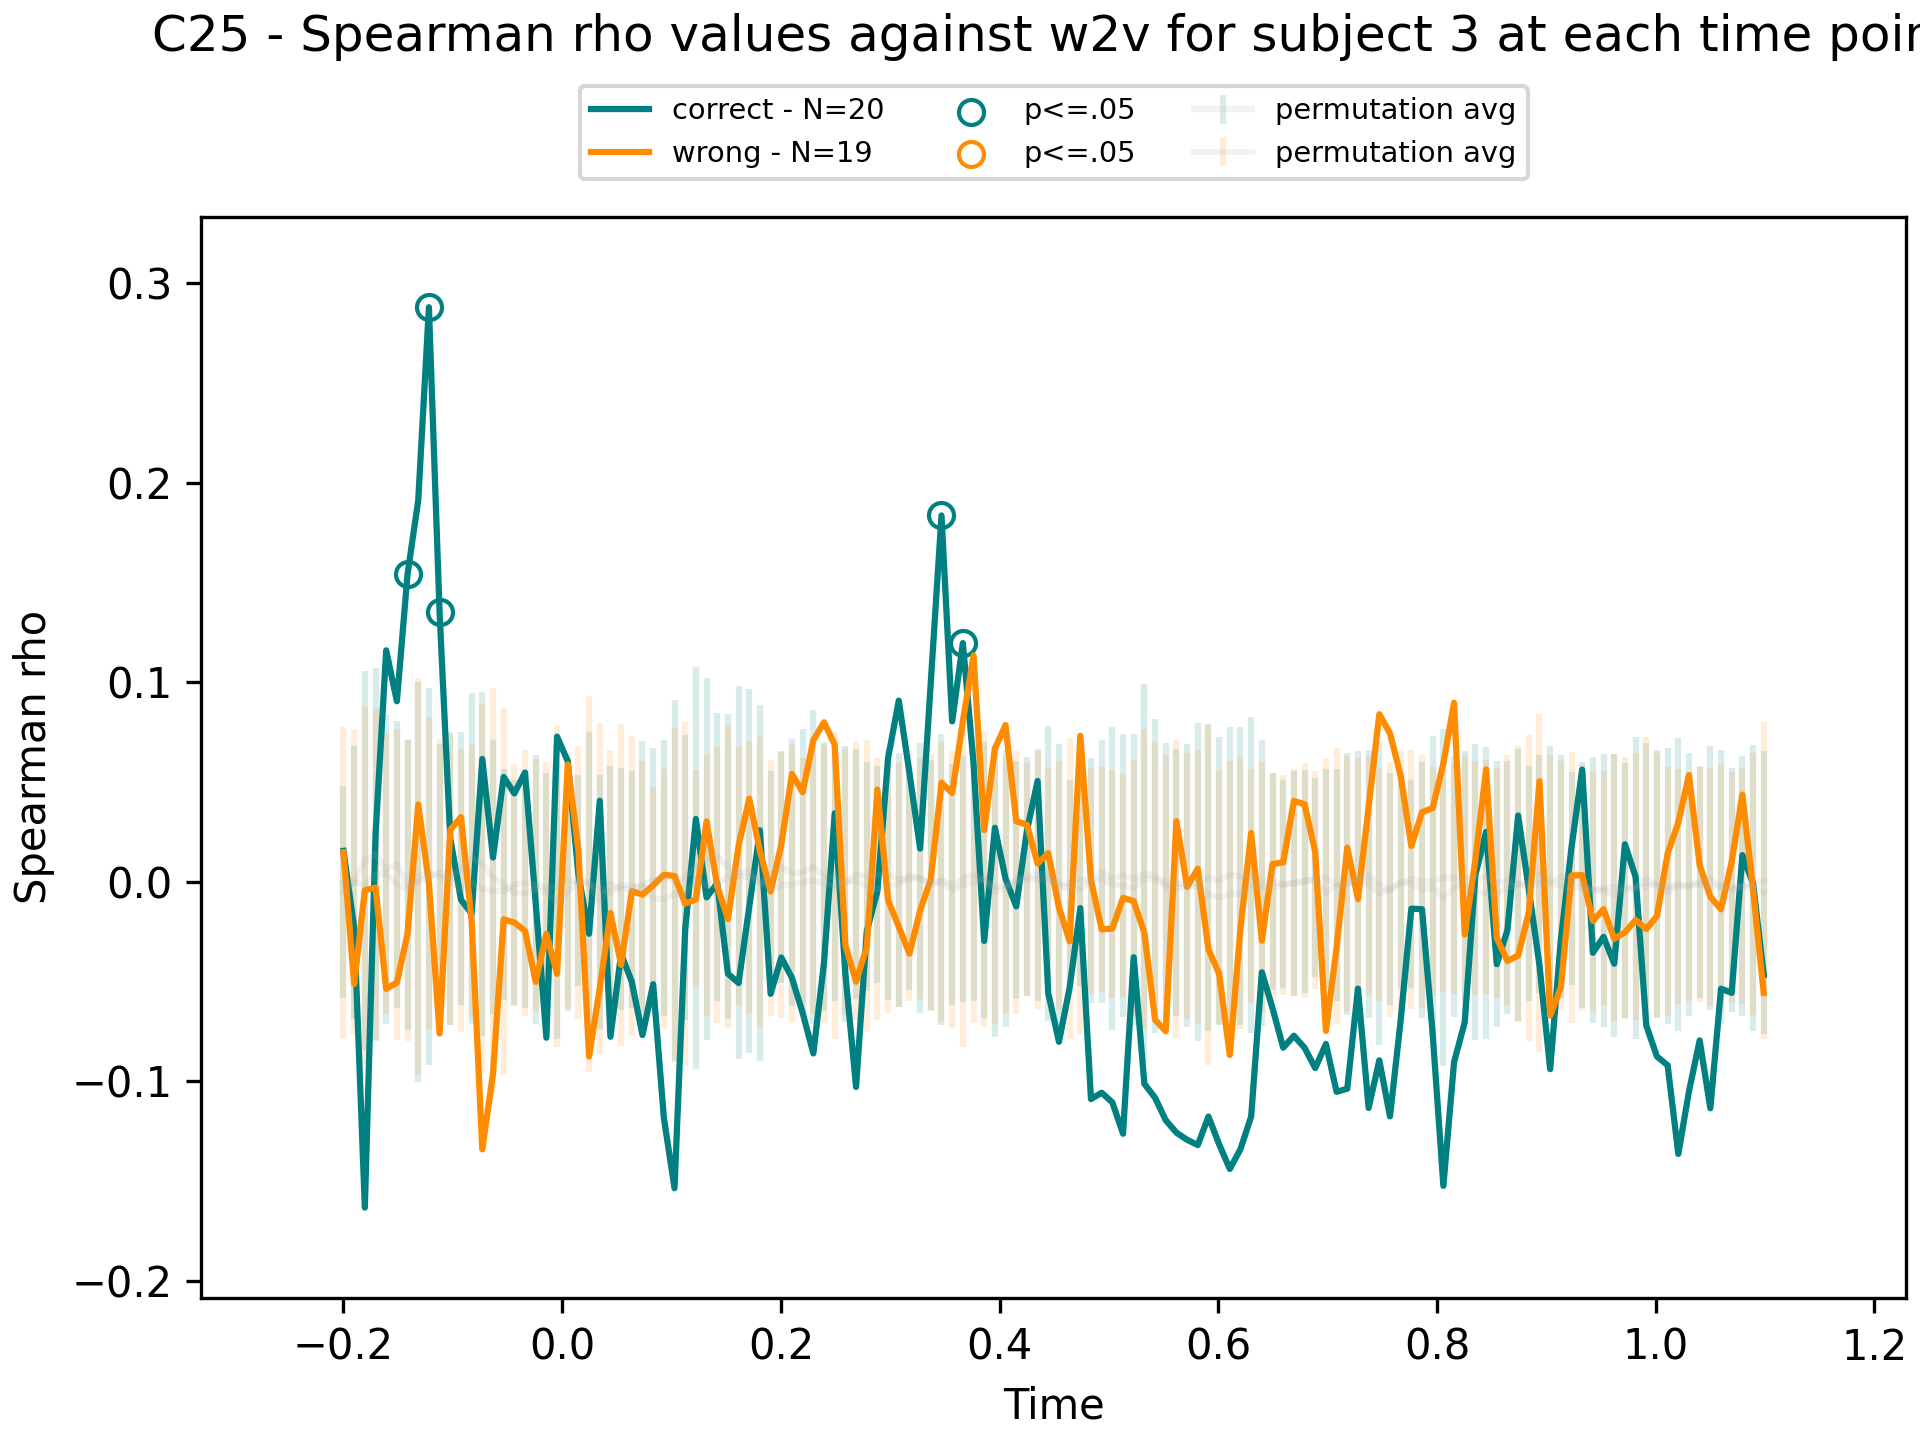 C25 - Spearman rho values against w2v for subject 3 at each time poin
correct - N=20 p<=.05 permutation avg
wrong - N=19 p<=.05 permutation avg
0.3
0.2
0.1
0.0
−0.1
−0.2
Spearman rho
−0.2 0.0 0.2 0.4 0.6 0.8 1.0 1.2
Time